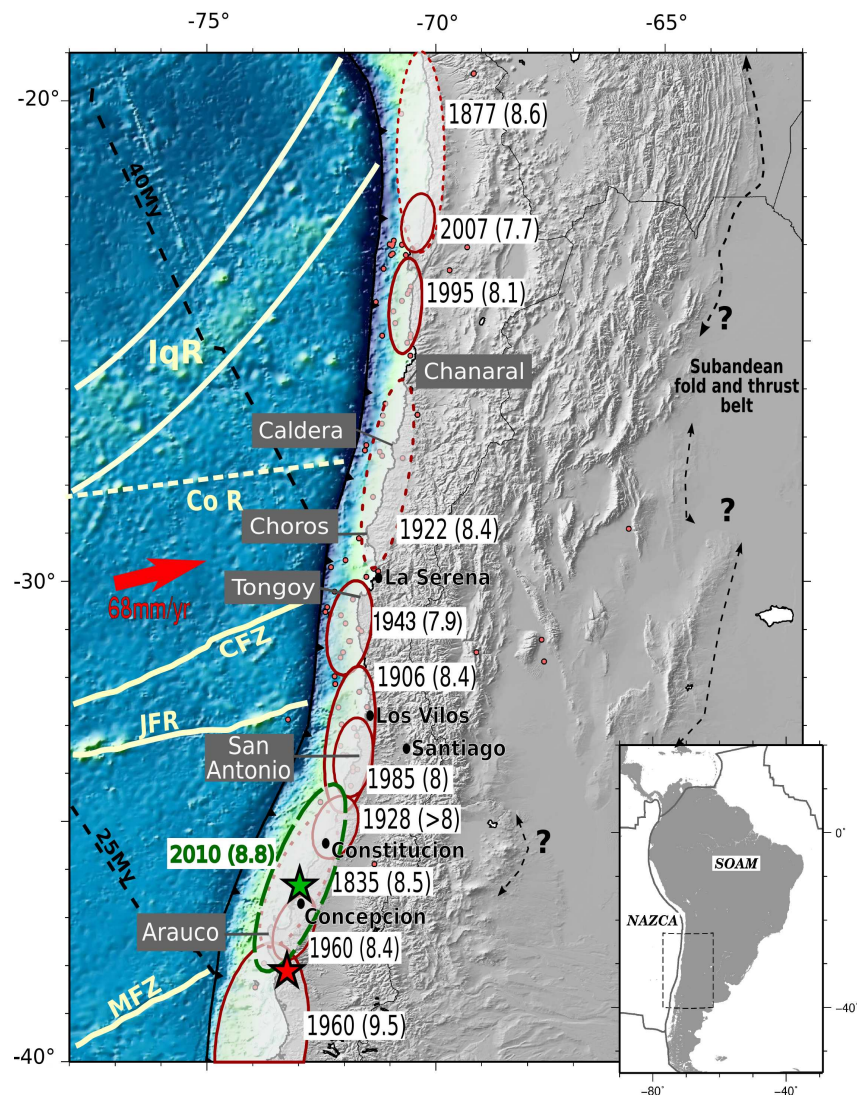 -75°
-70°
-65°
-20°
1877 (8.6)
40My
2007 (7.7)
1995 (8.1)
?
IqR
Subandean
fold and thrust
belt
Chanaral
Caldera
Co R
?
Choros
1922 (8.4)
-30°
La Serena
Tongoy
68mm/yr
1943 (7.9)
CFZ
1906 (8.4)
JFR
Los Vilos
San
Antonio
Santiago
1985 (8)
1928 (>8)
25My
?
2010 (8.8)
Constitucion
1835 (8.5)
Concepcion
Arauco
1960 (8.4)
MFZ
1960 (9.5)
-40°
0°
SOAM
NAZCA
-40°
-80°
-40°